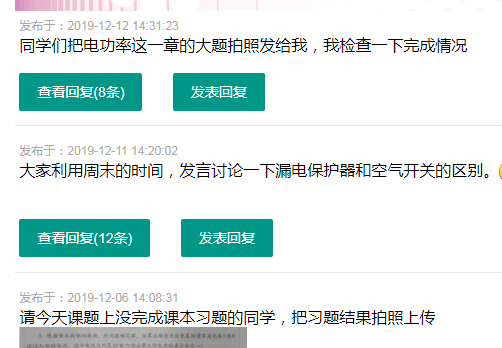 发布于：2019-12-12 14:31:23
同学们把电功率这一章的大题拍照发给我，我检查一下完成情况
查看回复(8条) 发表回复
发布于：2019-12-11 14:20:02
大家利用周末的时间，发言讨论一下漏电保护器和空气开关的区别。
查看回复(12条) 发表回复
发布于：2019-12-06 14:08:31
请今天课题上没完成课本习题的同学，把习题结果拍照上传